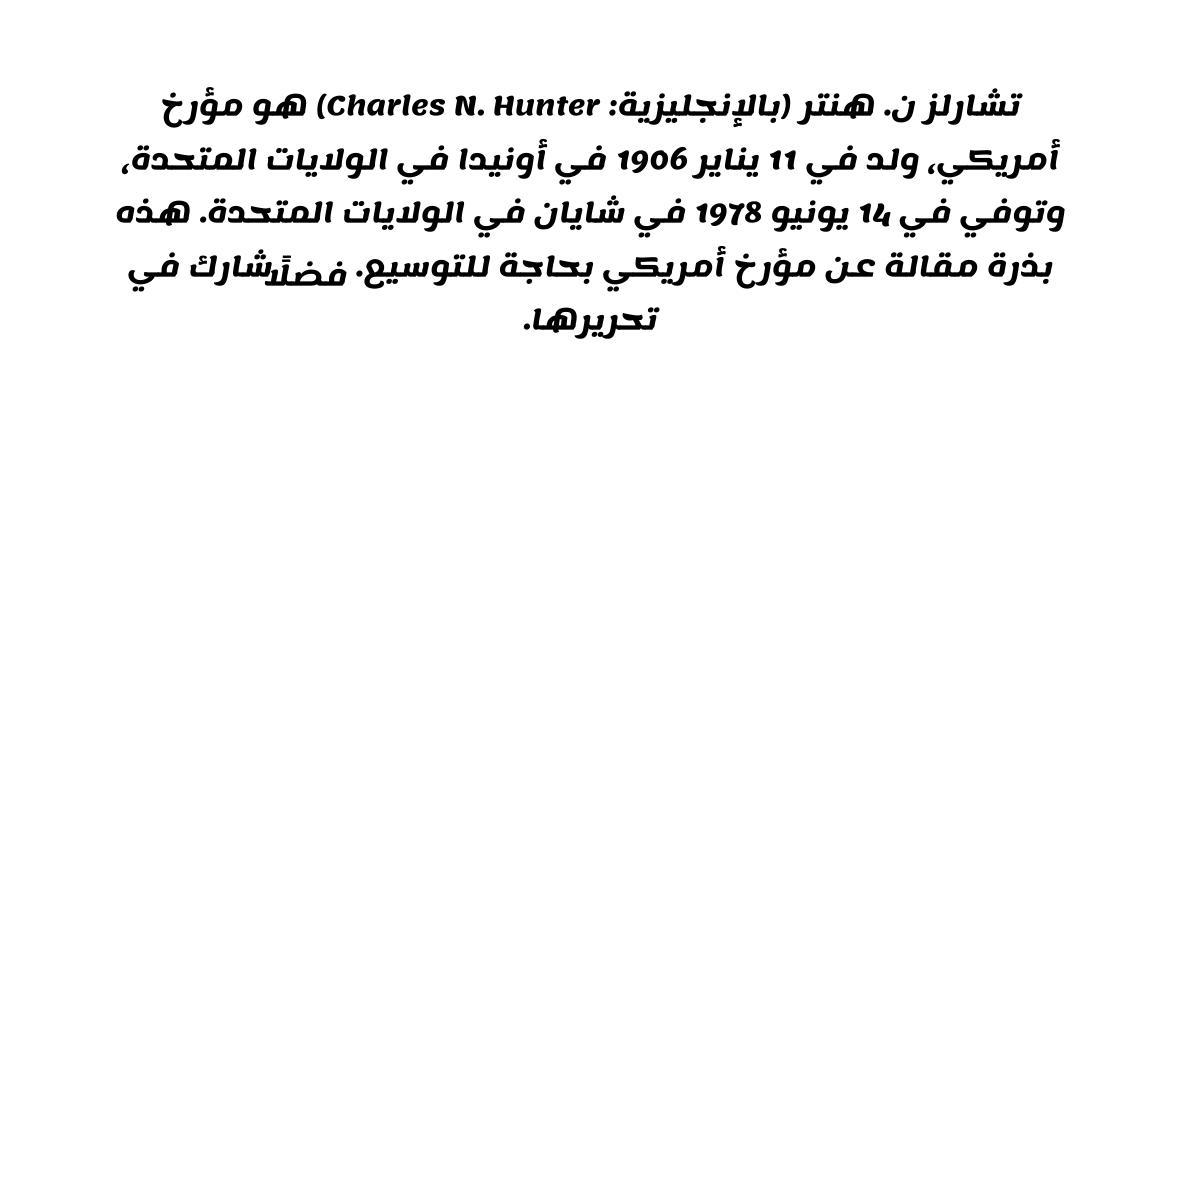 تشارلز ن. هنتر (بالإنجليزية: Charles N. Hunter) هو مؤرخ
أمريكي، ولد في 11 يناير 1906 في أونيدا في الولايات المتحدة،
وتوفي في 14 يونيو 1978 في شايان في الولايات المتحدة. هذه
بذرة مقالة عن مؤرخ أمريكي بحاجة للتوسيع. فضلًا شارك في
تحريرها.